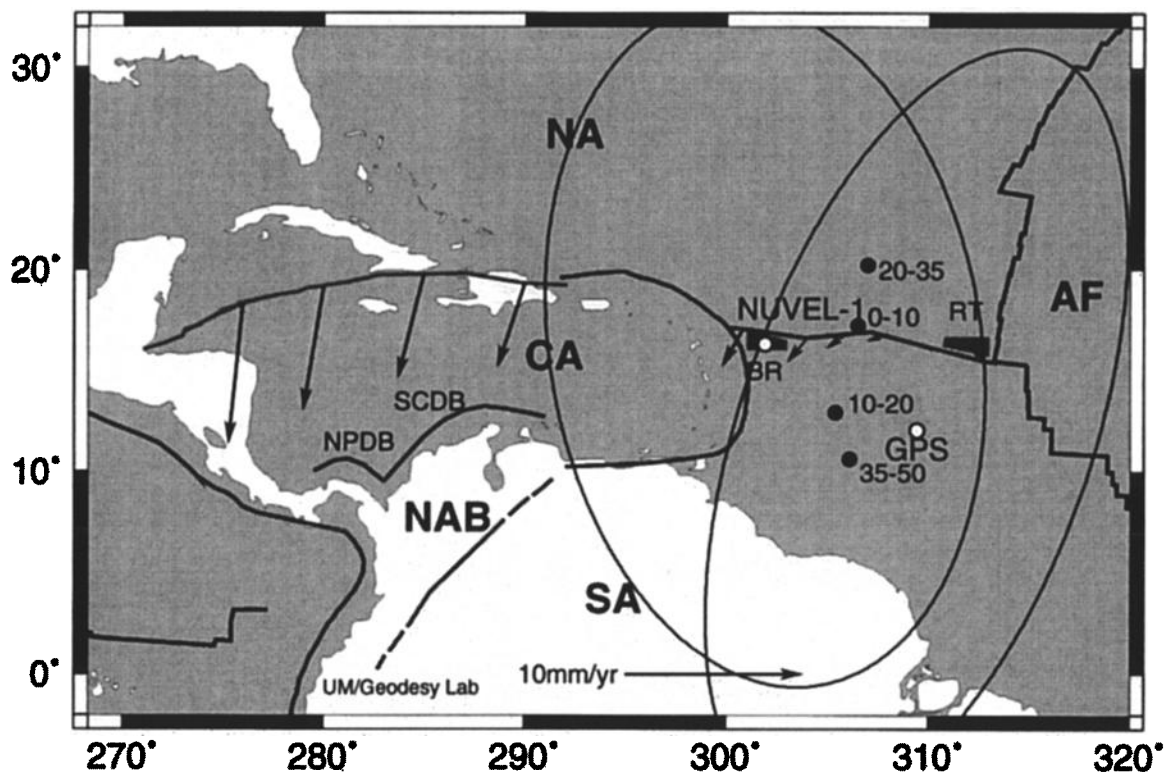 30°
NA
20°
20-35
AF
NUVEL-1
0-10
RT
CA
BR
SCDB
10-20
NPDB
GPS
10°
35-50
NAB
SA
0°
10mm/yr
UM/Geodesy Lab
270° 280° 290° 300° 310° 320°